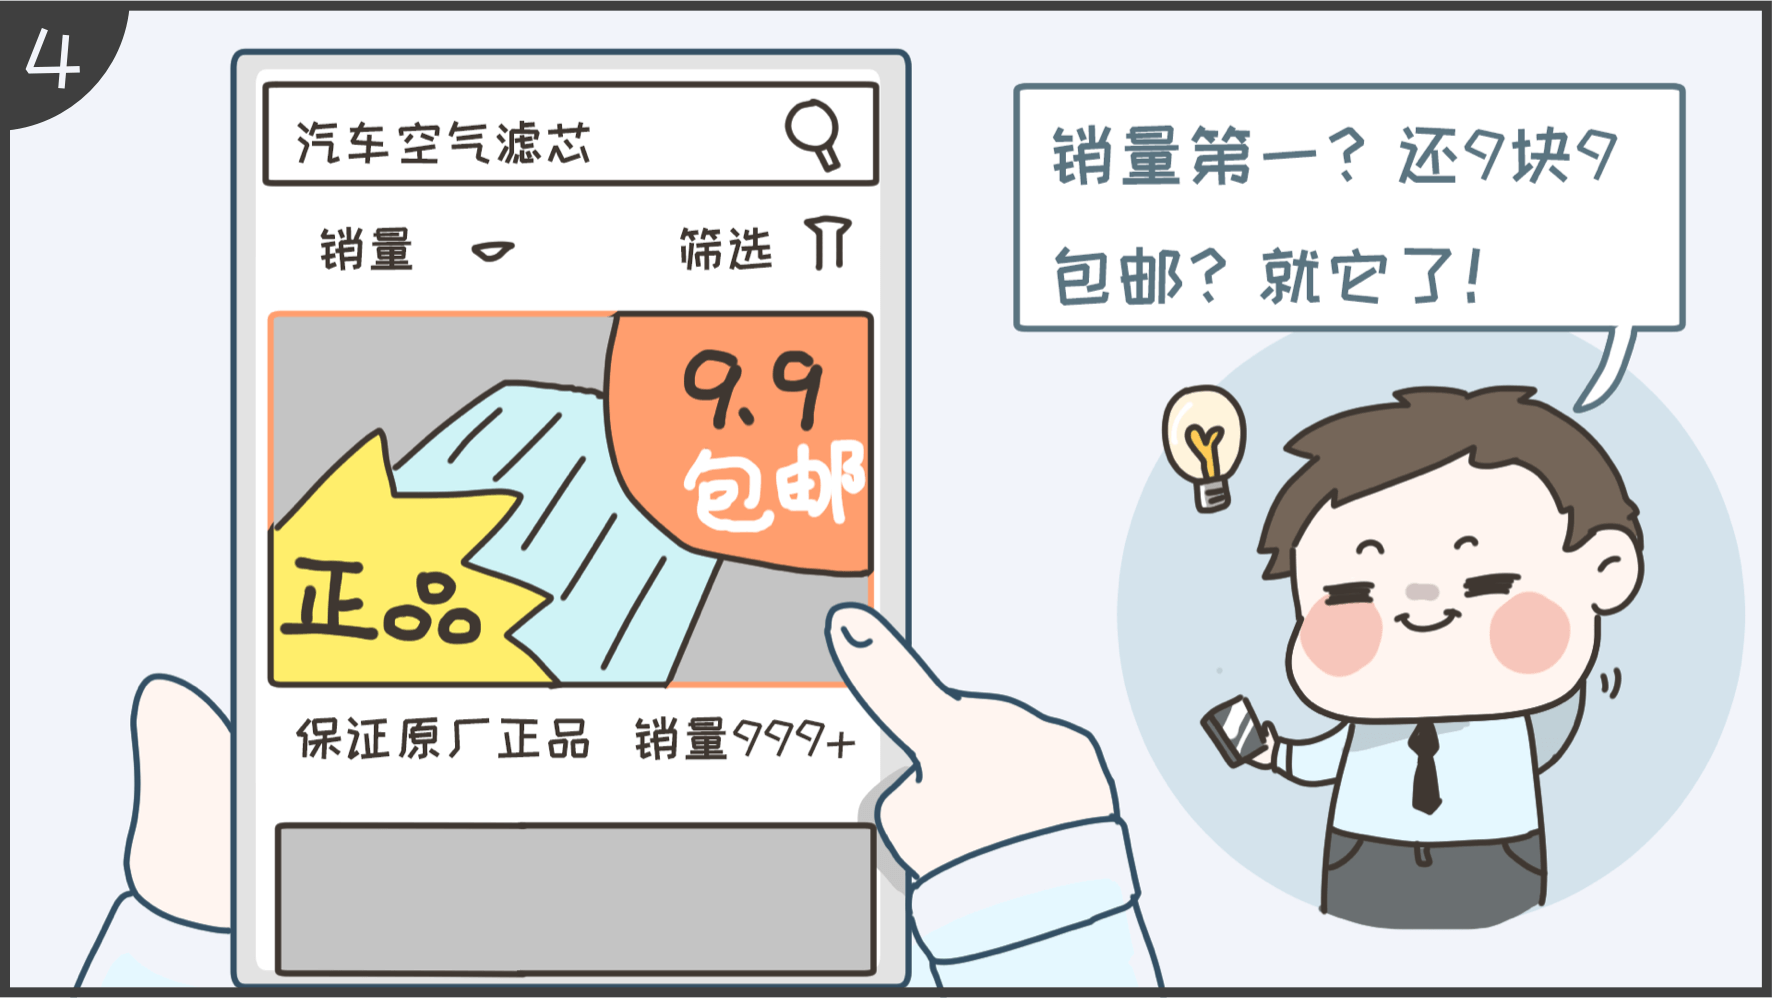 4
汽车空气滤芯
销量 筛选
9.9
包邮
正品
保证原厂正品 销量999+
销量第一？还9块9
包邮？就它了！